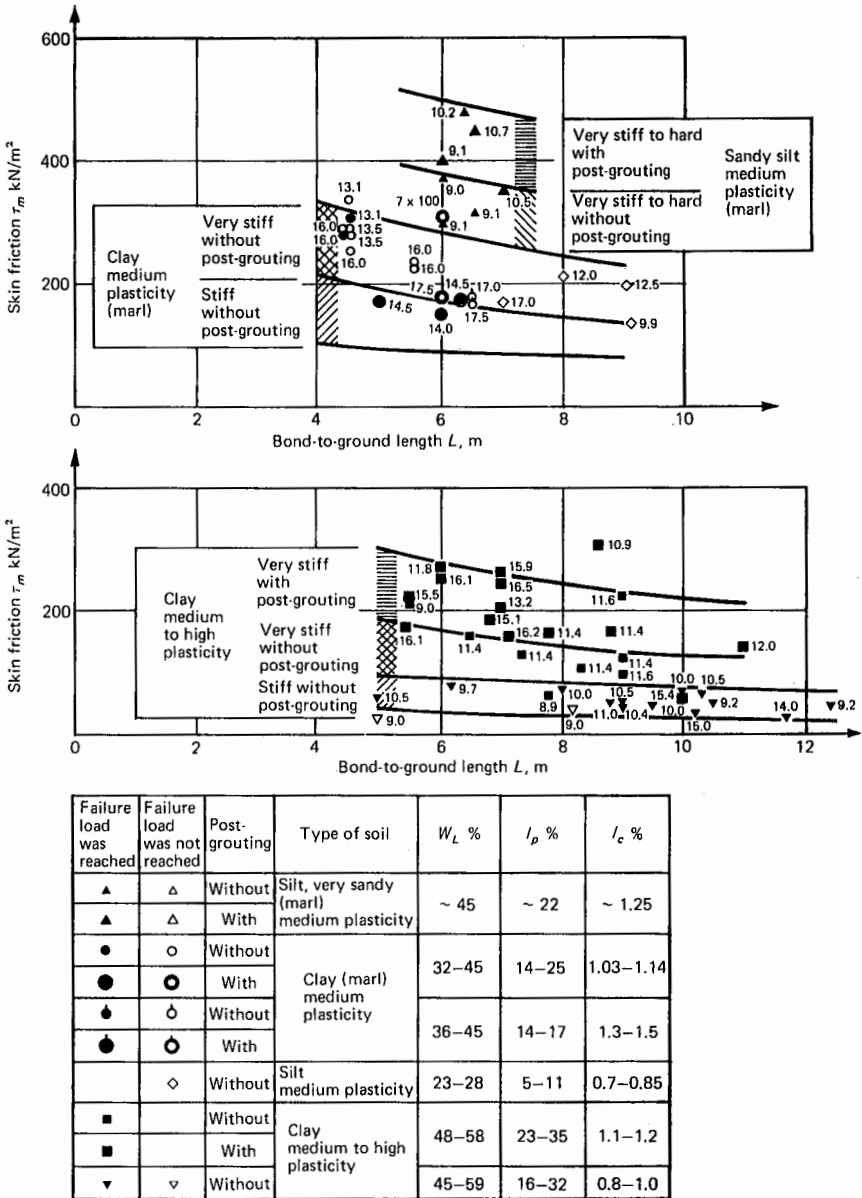 600
400
200
0
Skin friction τm kN/m²
0
2
4
6
8
.10
Bond-to-ground length L, m
Clay
medium
plasticity
(marl)
Very stiff
without
post-grouting
Stiff
without
post-grouting
Very stiff to hard
with
post-grouting
Very stiff to hard
without
post-grouting
Sandy silt
medium
plasticity
(marl)
10.2
10.7
9.1
9.0
10.5
7 x 100
9.1
9.1
13.1
13.1
16.0
13.5
16.0
13.5
16.0
16.0
16.0
12.0
12.5
17.5
14.5
17.0
17.0
14.5
14.0
17.5
9.9
400
200
0
Skin friction τm kN/m²
0
2
4
6
8
10
12
Bond-to-ground length L, m
Clay
medium
to high
plasticity
Very stiff
with
post-grouting
Very stiff
without
post-grouting
Stiff without
post-grouting
10.9
11.8
15.9
16.1
16.5
11.6
15.5
9.0
13.2
15.1
16.1
11.4
16.2
11.4
11.4
12.0
11.4
11.4
11.4
11.6
10.0
10.5
10.5
9.7
10.0
10.5
15.4
9.2
14.0
9.2
9.0
8.9
9.0
11.0
10.4
10.0
15.0
Failure load was reached
Failure load was not reached
Post-grouting
Type of soil
WL %
Ip %
Ic %
Without
Silt, very sandy
(marl)
medium plasticity
~ 45
~ 22
~ 1.25
With
Without
Clay (marl)
medium
plasticity
32–45
14–25
1.03–1.14
With
Without
36–45
14–17
1.3–1.5
With
Without
Silt
medium plasticity
23–28
5–11
0.7–0.85
Without
Clay
medium to high
plasticity
48–58
23–35
1.1–1.2
With
Without
45–59
16–32
0.8–1.0